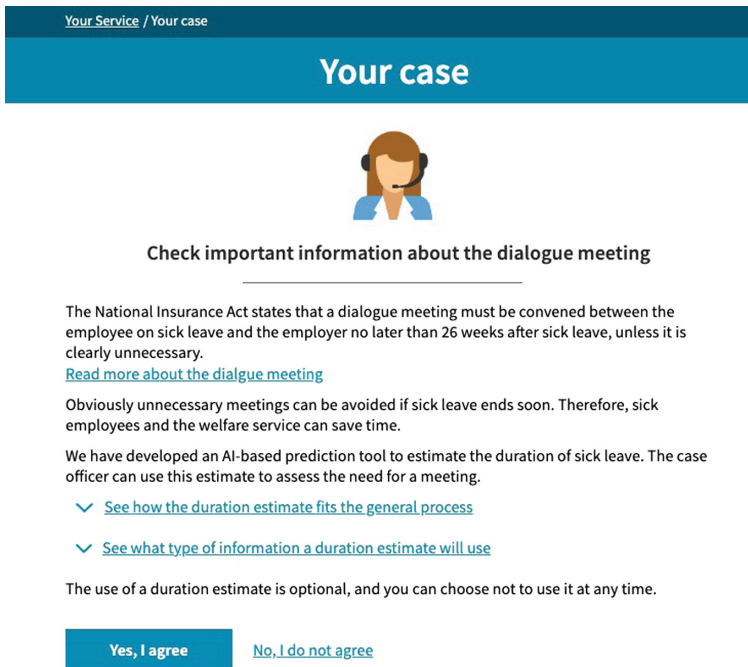 Your Service / Your case
Your case
Check important information about the dialogue meeting
The National Insurance Act states that a dialogue meeting must be convened between the
employee on sick leave and the employer no later than 26 weeks after sick leave, unless it is
clearly unnecessary.
Read more about the dialgue meeting
Obviously unnecessary meetings can be avoided if sick leave ends soon. Therefore, sick
employees and the welfare service can save time.
We have developed an AI-based prediction tool to estimate the duration of sick leave. The case
officer can use this estimate to assess the need for a meeting.
See how the duration estimate fits the general process
See what type of information a duration estimate will use
The use of a duration estimate is optional, and you can choose not to use it at any time.
Yes, I agree No, I do not agree